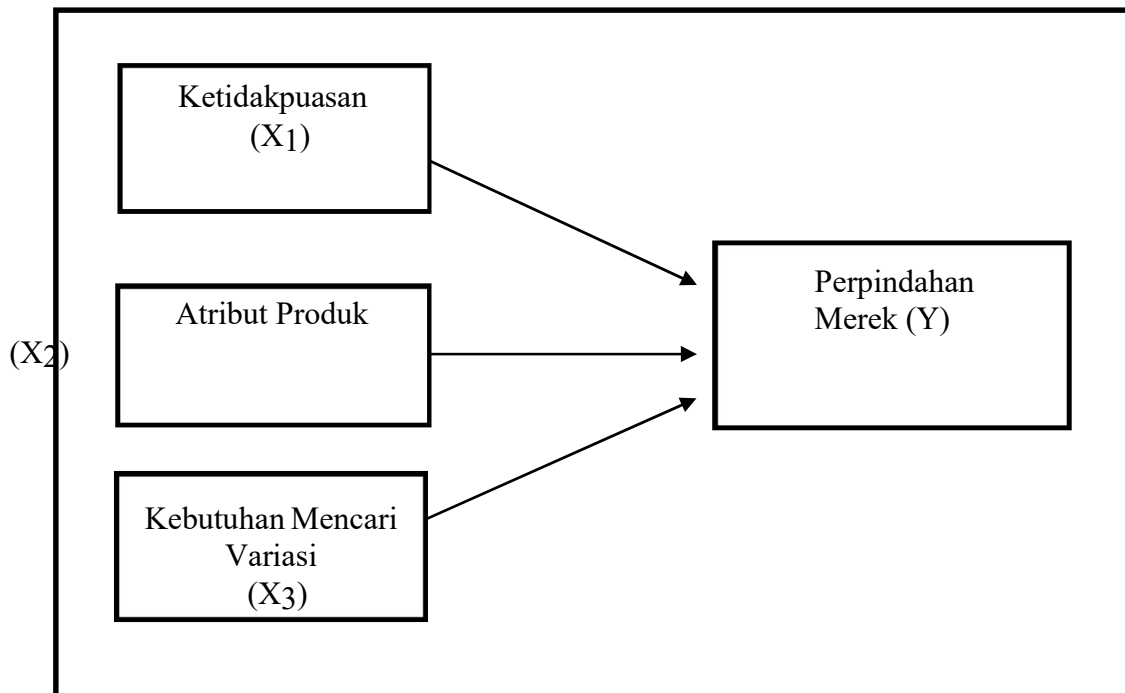 Ketidakpuasan
(X1)
Atribut Produk
(X2)
Kebutuhan Mencari
Variasi
(X3)
Perpindahan
Merek (Y)